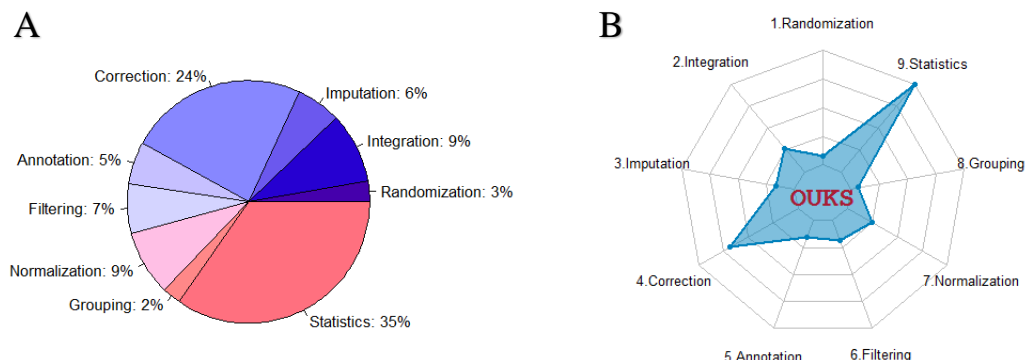 A
Correction: 24%
Imputation: 6%
Integration: 9%
Annotation: 5%
Randomization: 3%
Filtering: 7%
Normalization: 9%
Grouping: 2%
Statistics: 35%
B
1.Randomization
2.Integration
9.Statistics
3.Imputation
8.Grouping
OUKS
4.Correction
7.Normalization
5.Annotation
6.Filtering